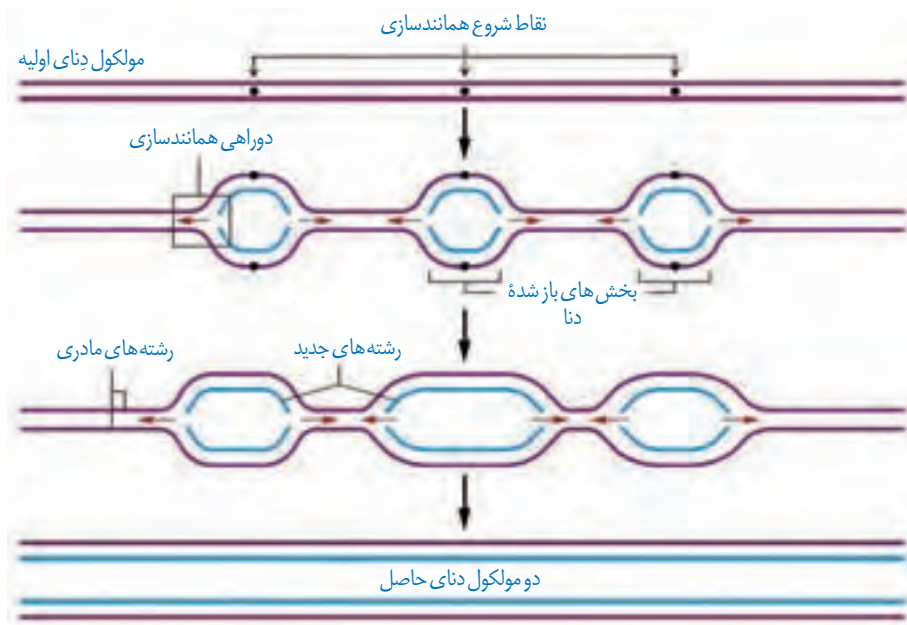 نقاط شروع همانندسازی
مولکول دِنای اولیه
دوراهی همانندسازی
بخش‌های باز شدهٔ
دنا
رشته‌های جدید
رشته‌های مادری
دو مولکول دنای حاصل